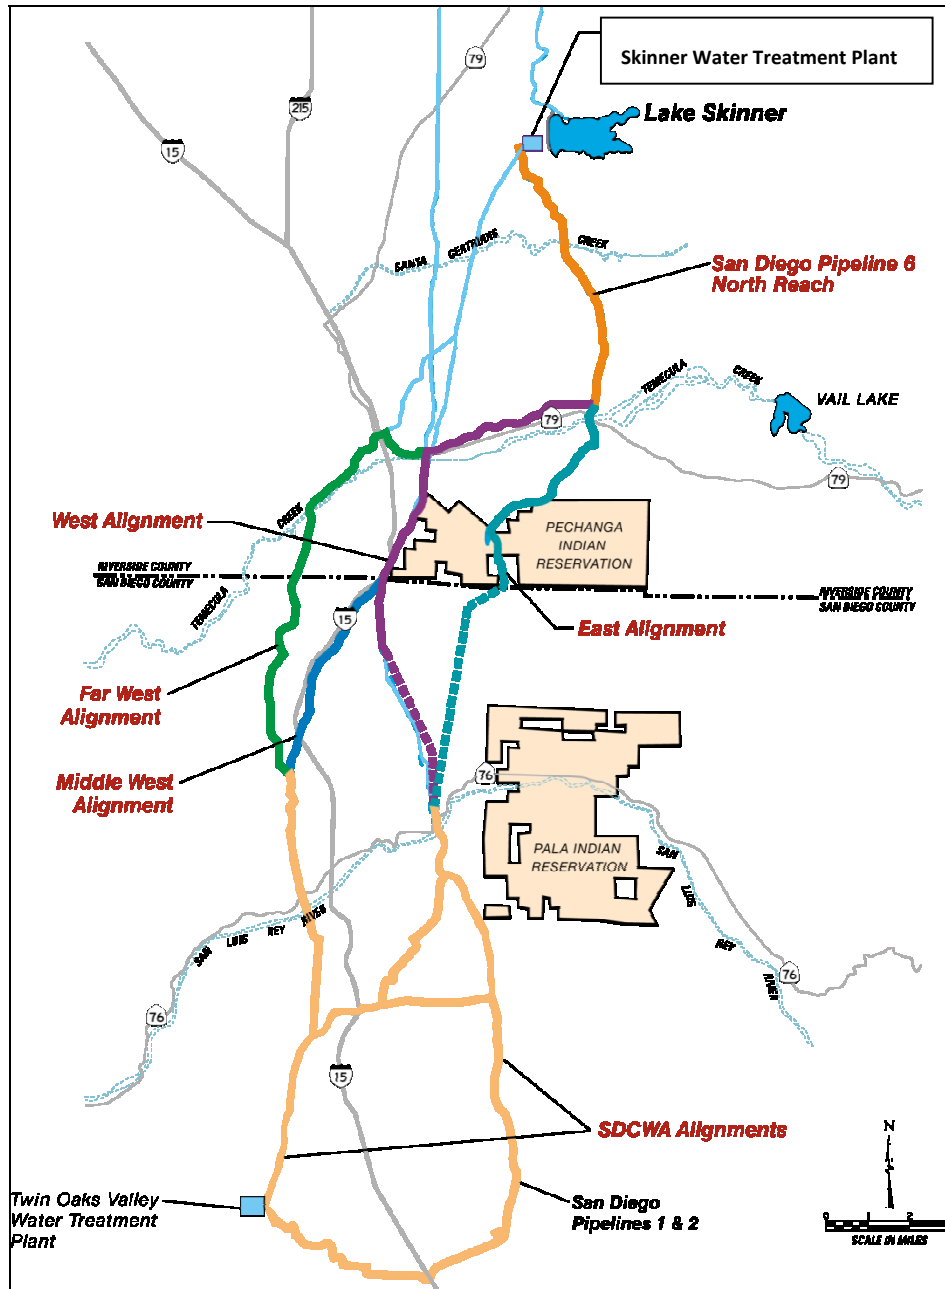 Skinner Water Treatment Plant
79
215
15
Lake Skinner
SANTA GERTRUDIS CREEK
San Diego Pipeline 6
North Reach
TEMECULA CREEK
VAIL LAKE
79
79
West Alignment
CREEK
TEMECULA
PECHANGA
INDIAN
RESERVATION
RIVERSIDE COUNTY
SAN DIEGO COUNTY
RIVERSIDE COUNTY
SAN DIEGO COUNTY
15
East Alignment
Far West
Alignment
Middle West
Alignment
76
PALA INDIAN
RESERVATION
SAN LUIS REY RIVER
SAN LUIS REY RIVER
76
76
15
SDCWA Alignments
N
Twin Oaks Valley
Water Treatment
Plant
San Diego
Pipelines 1 & 2
0 1 2
SCALE IN MILES